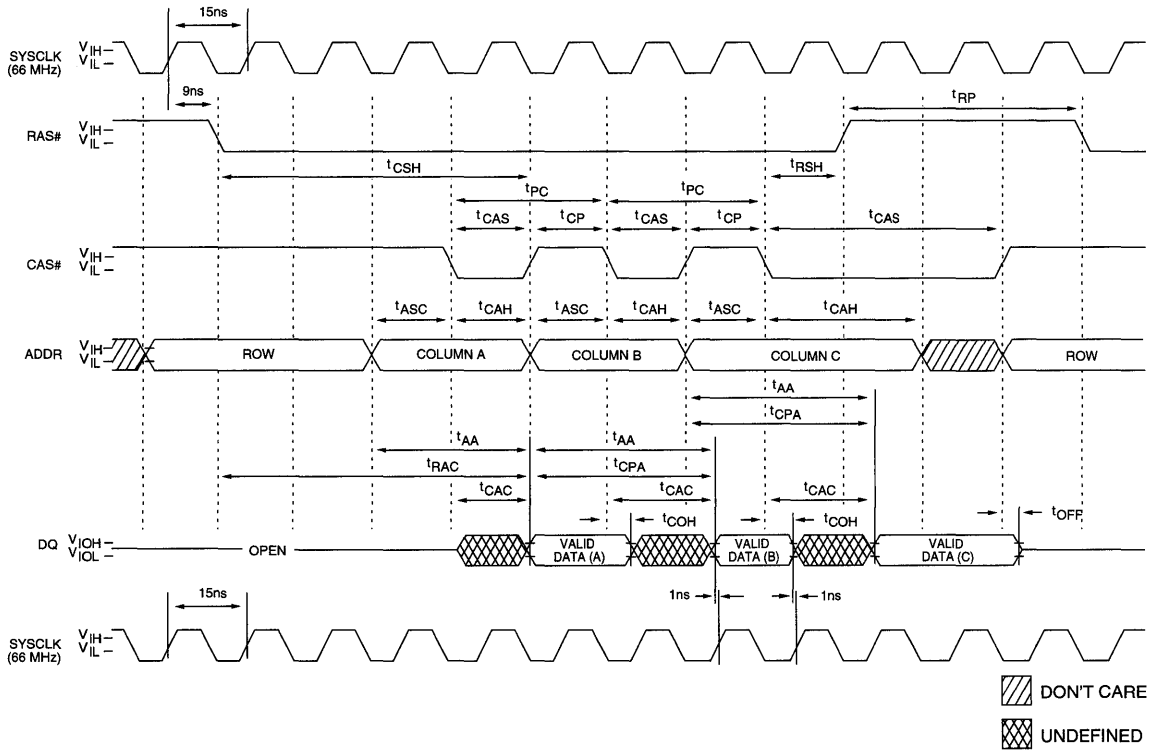 15ns
SYSCLK
(66 MHz)
VIH
VIL
9ns
tRP
RAS#
VIH
VIL
tCSH
tRSH
tPC
tPC
tCAS
tCP
tCAS
tCP
tCAS
CAS#
VIH
VIL
tASC
tCAH
tASC
tCAH
tASC
tCAH
ADDR
VIH
VIL
ROW
COLUMN A
COLUMN B
COLUMN C
ROW
tAA
tCPA
tAA
tAA
tRAC
tCPA
tCAC
tCAC
tCAC
tCOH
tCOH
tOFF
DQ
VIOH
VIOL
OPEN
VALID
DATA (A)
VALID
DATA (B)
VALID
DATA (C)
15ns
1ns
1ns
SYSCLK
(66 MHz)
VIH
VIL
DON'T CARE
UNDEFINED